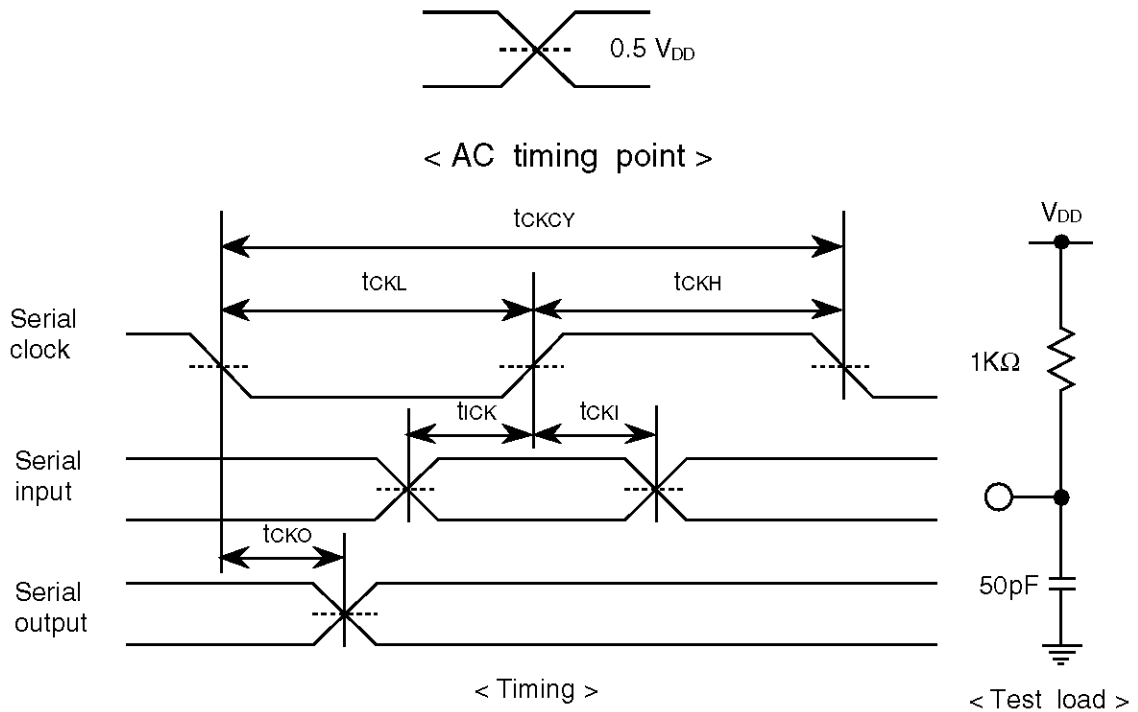 0.5 VDD
< AC timing point >
tCKCY
VDD
tCKL
tCKH
Serial
clock
1KΩ
tICK
tCKI
Serial
input
tCKO
Serial
output
50pF
< Timing >
< Test load >